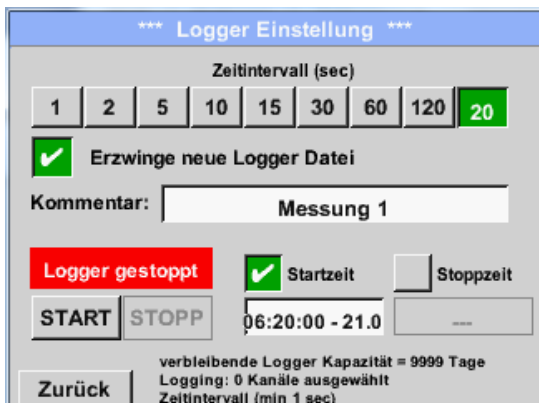 *** Logger Einstellung ***
Zeitintervall (sec)
1 2 5 10 15 30 60 120 20
Erzwinge neue Logger Datei
Kommentar: Messung 1
Logger gestoppt Startzeit Stoppzeit
START STOPP 06:20:00 - 21.0 ---
verbleibende Logger Kapazität = 9999 Tage
Logging: 0 Kanäle ausgewählt
Zurück Zeitintervall (min 1 sec)